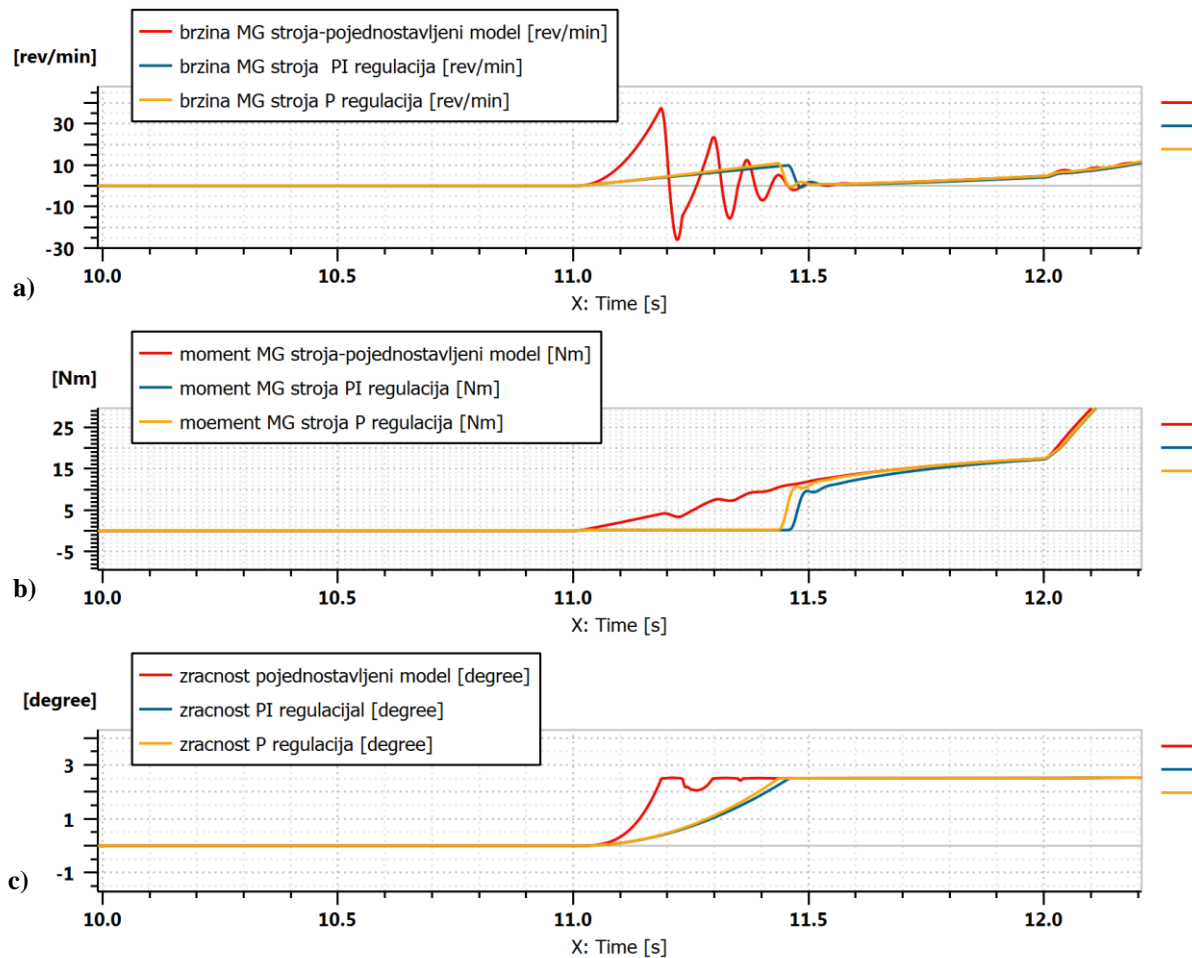 brzina MG stroja-pojednostavljeni model [rev/min]
[rev/min]
brzina MG stroja  PI regulacija [rev/min]
brzina MG stroja P regulacija [rev/min]
30
10
-10
-30
10.0 10.5 11.0 11.5 12.0
a)
X: Time [s]
moment MG stroja-pojednostavljeni model [Nm]
[Nm]
moment MG stroja PI regulacija [Nm]
moement MG stroja P regulacija [Nm]
25
15
5
-5
10.0 10.5 11.0 11.5 12.0
b)
X: Time [s]
zracnost pojednostavljeni model [degree]
[degree]
zracnost PI regulacijal [degree]
zracnost P regulacija [degree]
3
1
-1
c)
10.0 10.5 11.0 11.5 12.0
X: Time [s]